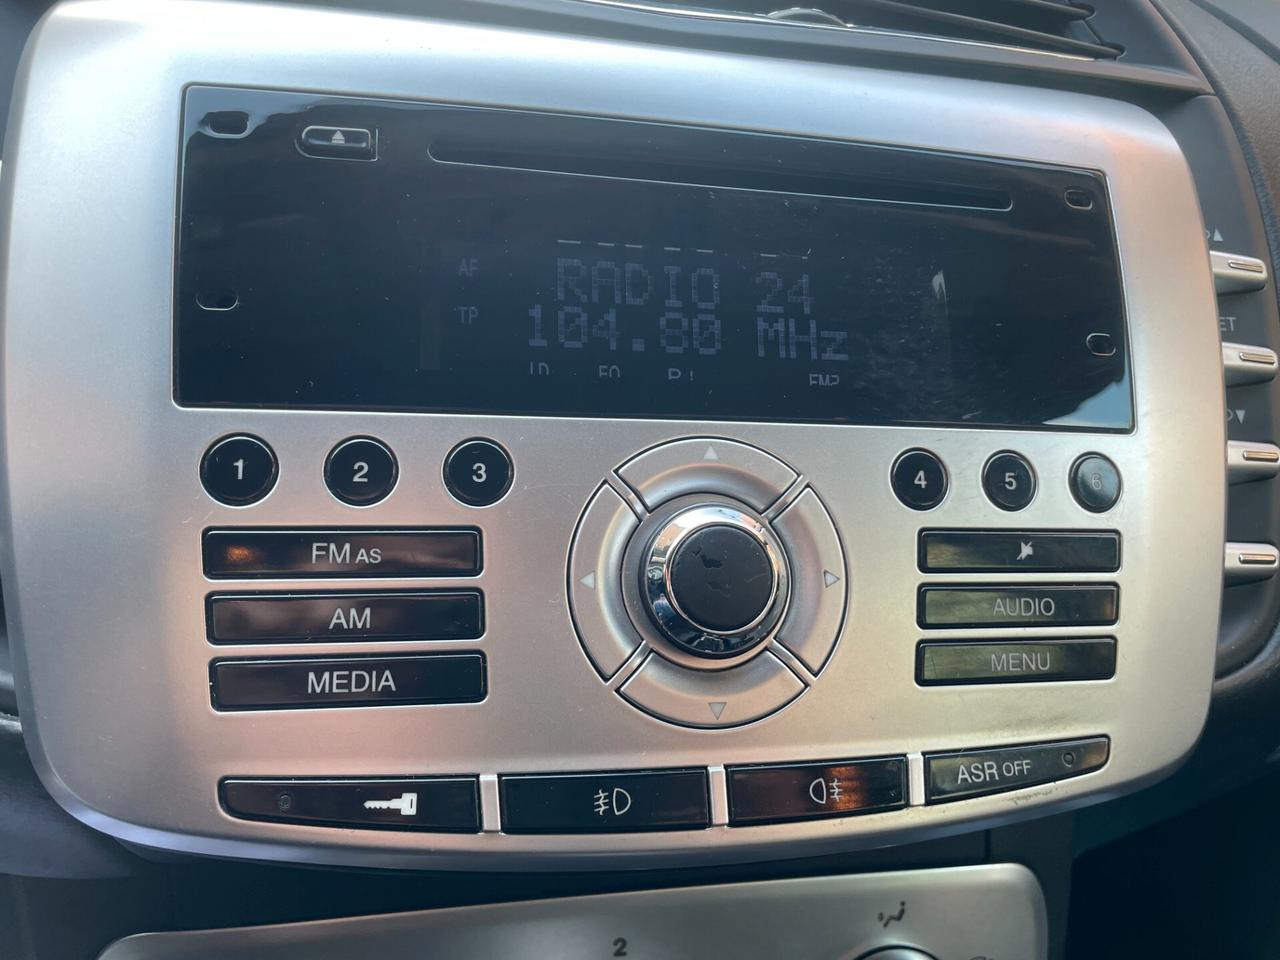 AF
RADIO 24
TP
104.80 MHz
1
2
3
4
5
6
FM AS
AM
MEDIA
AUDIO
MENU
ASR OFF
2